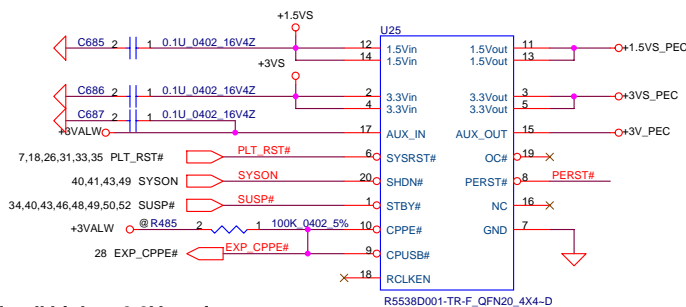 +1.5VS
U25
C685 2 1 0.1U_0402_16V4Z
12 1.5Vin 1.5Vout 11 +1.5VS_PEC
14 1.5Vin 1.5Vout 13
+3VS
C686 2 1 0.1U_0402_16V4Z
2 3.3Vin 3.3Vout 3 +3VS_PEC
4 3.3Vin 3.3Vout 5
C687 2 1 0.1U_0402_16V4Z
+3VALW 17 AUX_IN AUX_OUT 15 +3V_PEC
7,18,26,31,33,35 PLT_RST# PLT_RST# 6 SYSRST# OC# 19
40,41,43,49 SYSON SYSON 20 SHDN# PERST# 8 PERST#
34,40,43,46,48,49,50,52 SUSP# SUSP# 1 STBY# NC 16
+3VALW @ R485 2 1 100K_0402_5% 10 CPPE# GND 7
28 EXP_CPPE# EXP_CPPE# 9 CPUSB#
18 RCLKEN
R5538D001-TR-F_QFN20_4X4~D